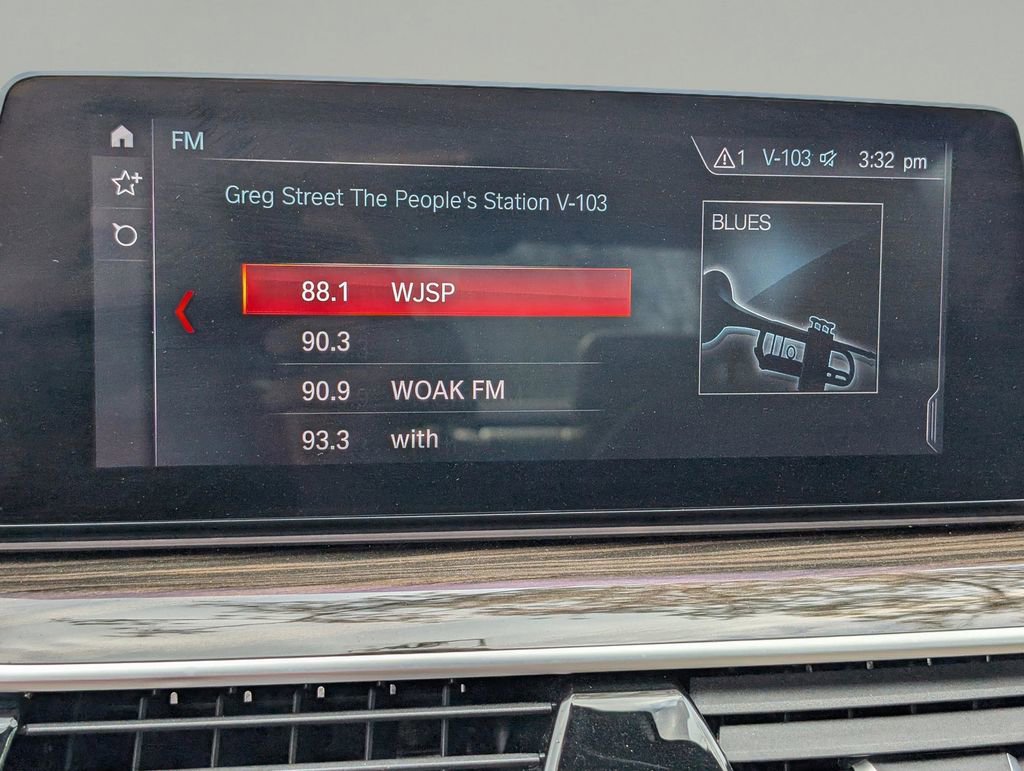 FM
1 V-103 3:32 pm
Greg Street The People's Station V-103
BLUES
88.1 WJSP
90.3
90.9 WOAK FM
93.3 with